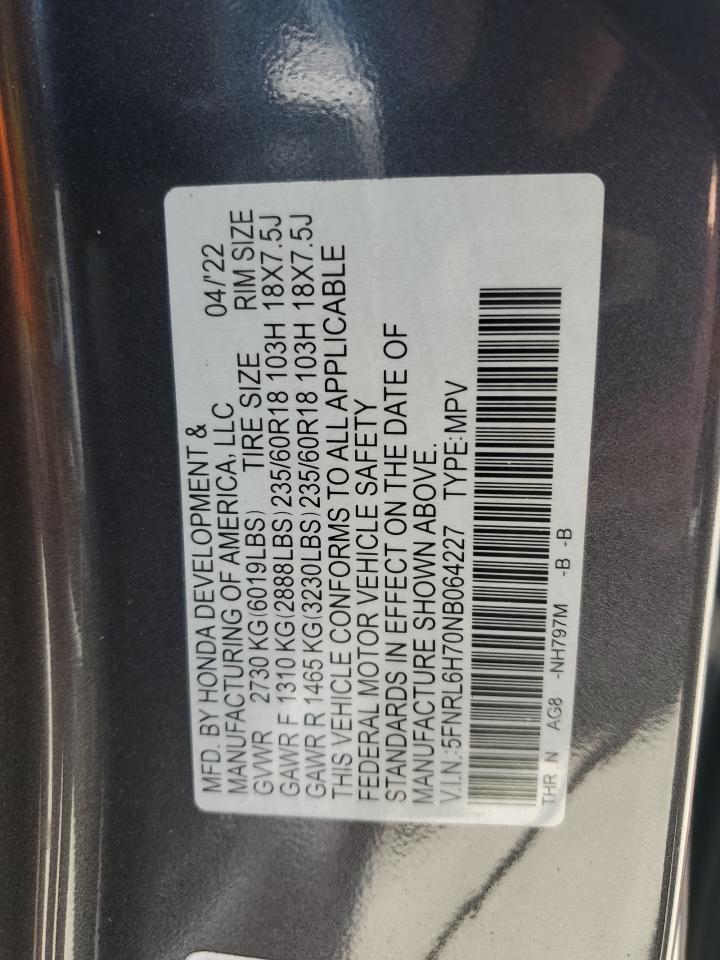 MFD. BY HONDA DEVELOPMENT &
MANUFACTURING OF AMERICA, LLC 04/'22
GVWR 2730 KG(6019LBS) TIRE SIZE RIM SIZE
GAWR F 1310 KG(2888LBS)235/60R18 103H 18X7.5J
GAWR R 1465 KG(3230LBS)235/60R18 103H 18X7.5J
THIS VEHICLE CONFORMS TO ALL APPLICABLE
FEDERAL MOTOR VEHICLE SAFETY
STANDARDS IN EFFECT ON THE DATE OF
MANUFACTURE SHOWN ABOVE.
V.I.N.:5FNRL6H70NB064227 TYPE:MPV
THR N AG8 -NH797M -B -B